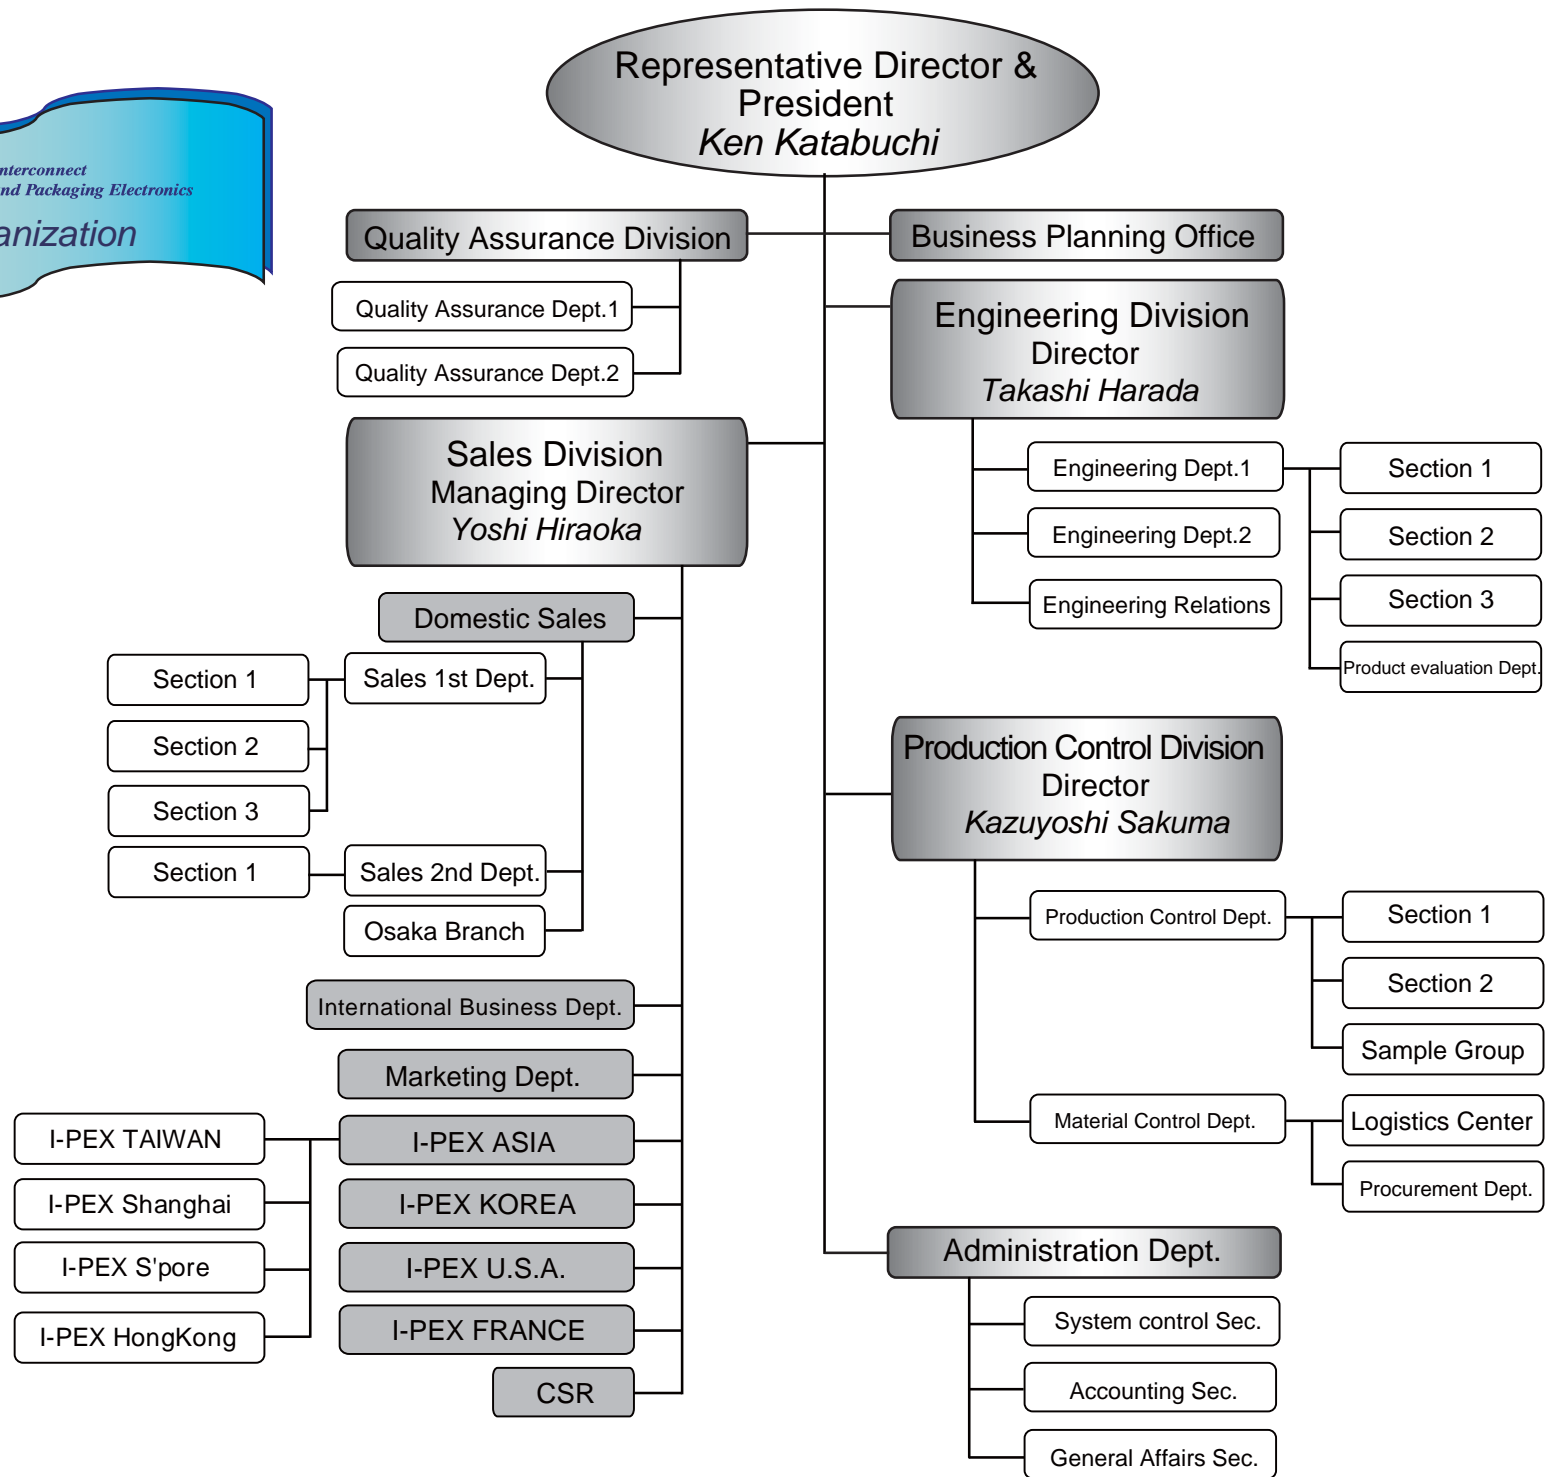 Representative Director &
President
Ken Katabuchi
nterconnect
nd Packaging Electronics
anization
Quality Assurance Division
Quality Assurance Dept.1
Quality Assurance Dept.2
Business Planning Office
Engineering Division
Director
Takashi Harada
Engineering Dept.1
Section 1
Section 2
Section 3
Product evaluation Dept.
Engineering Dept.2
Engineering Relations
Sales Division
Managing Director
Yoshi Hiraoka
Domestic Sales
Sales 1st Dept.
Section 1
Section 2
Section 3
Sales 2nd Dept.
Section 1
Osaka Branch
International Business Dept.
Marketing Dept.
I-PEX ASIA
I-PEX TAIWAN
I-PEX Shanghai
I-PEX S'pore
I-PEX HongKong
I-PEX KOREA
I-PEX U.S.A.
I-PEX FRANCE
CSR
Production Control Division
Director
Kazuyoshi Sakuma
Production Control Dept.
Section 1
Section 2
Sample Group
Material Control Dept.
Logistics Center
Procurement Dept.
Administration Dept.
System control Sec.
Accounting Sec.
General Affairs Sec.